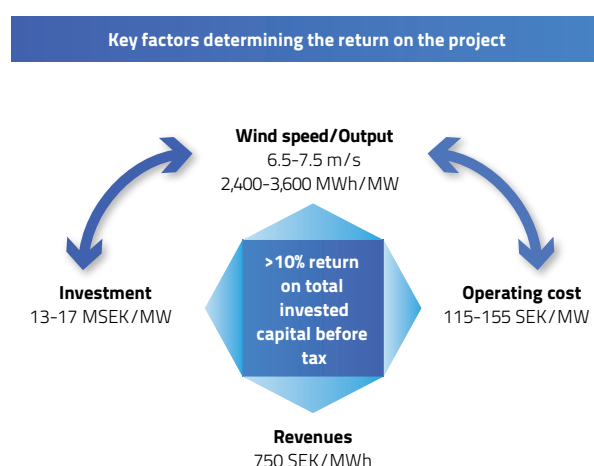 Key factors determining the return on the project
Wind speed/Output
6.5-7.5 m/s
2,400-3,600 MWh/MW
Investment
13-17 MSEK/MW
>10% return
on total
invested
capital before
tax
Operating cost
115-155 SEK/MW
Revenues
750 SEK/MWh